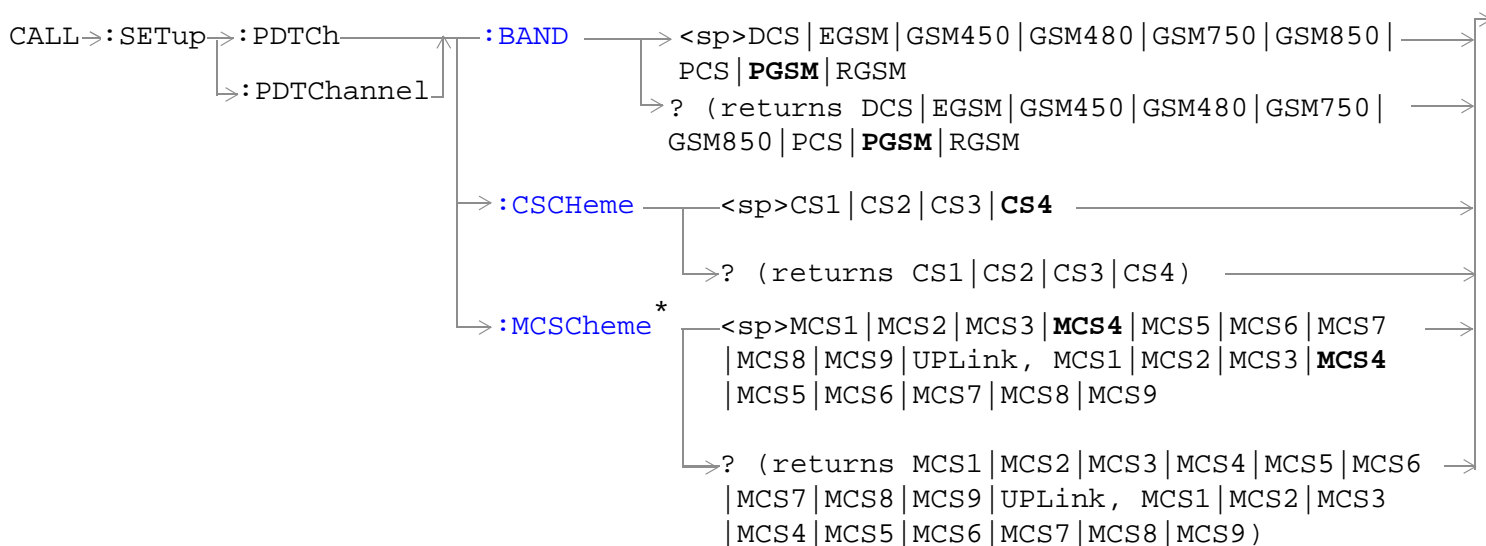 CALL:SETup:PDTCh:BAND<sp>DCS|EGSM|GSM450|GSM480|GSM750|GSM850|
PCS|PGSM|RGSM
:PDTChannel
? (returns DCS|EGSM|GSM450|GSM480|GSM750|
GSM850|PCS|PGSM|RGSM
:CSCHeme<sp>CS1|CS2|CS3|CS4
? (returns CS1|CS2|CS3|CS4)
:MCSCheme*<sp>MCS1|MCS2|MCS3|MCS4|MCS5|MCS6|MCS7
|MCS8|MCS9|UPLink, MCS1|MCS2|MCS3|MCS4
|MCS5|MCS6|MCS7|MCS8|MCS9
? (returns MCS1|MCS2|MCS3|MCS4|MCS5|MCS6
|MCS7|MCS8|MCS9|UPLink, MCS1|MCS2|MCS3
|MCS4|MCS5|MCS6|MCS7|MCS8|MCS9)